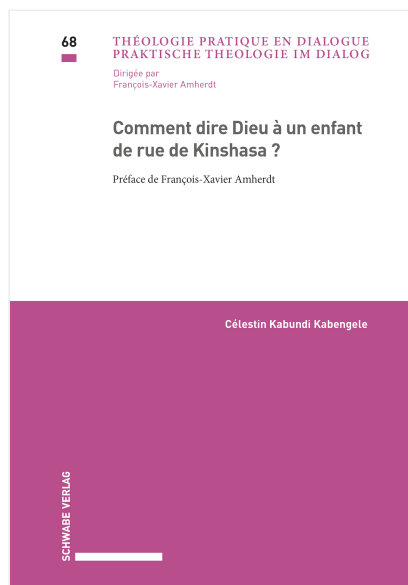 68
THÉOLOGIE PRATIQUE EN DIALOGUE
PRAKTISCHE THEOLOGIE IM DIALOG
Dirigée par
François-Xavier Amherdt
Comment dire Dieu à un enfant
de rue de Kinshasa ?
Préface de François-Xavier Amherdt
Célestin Kabundi Kabengele
SCHWABE VERLAG